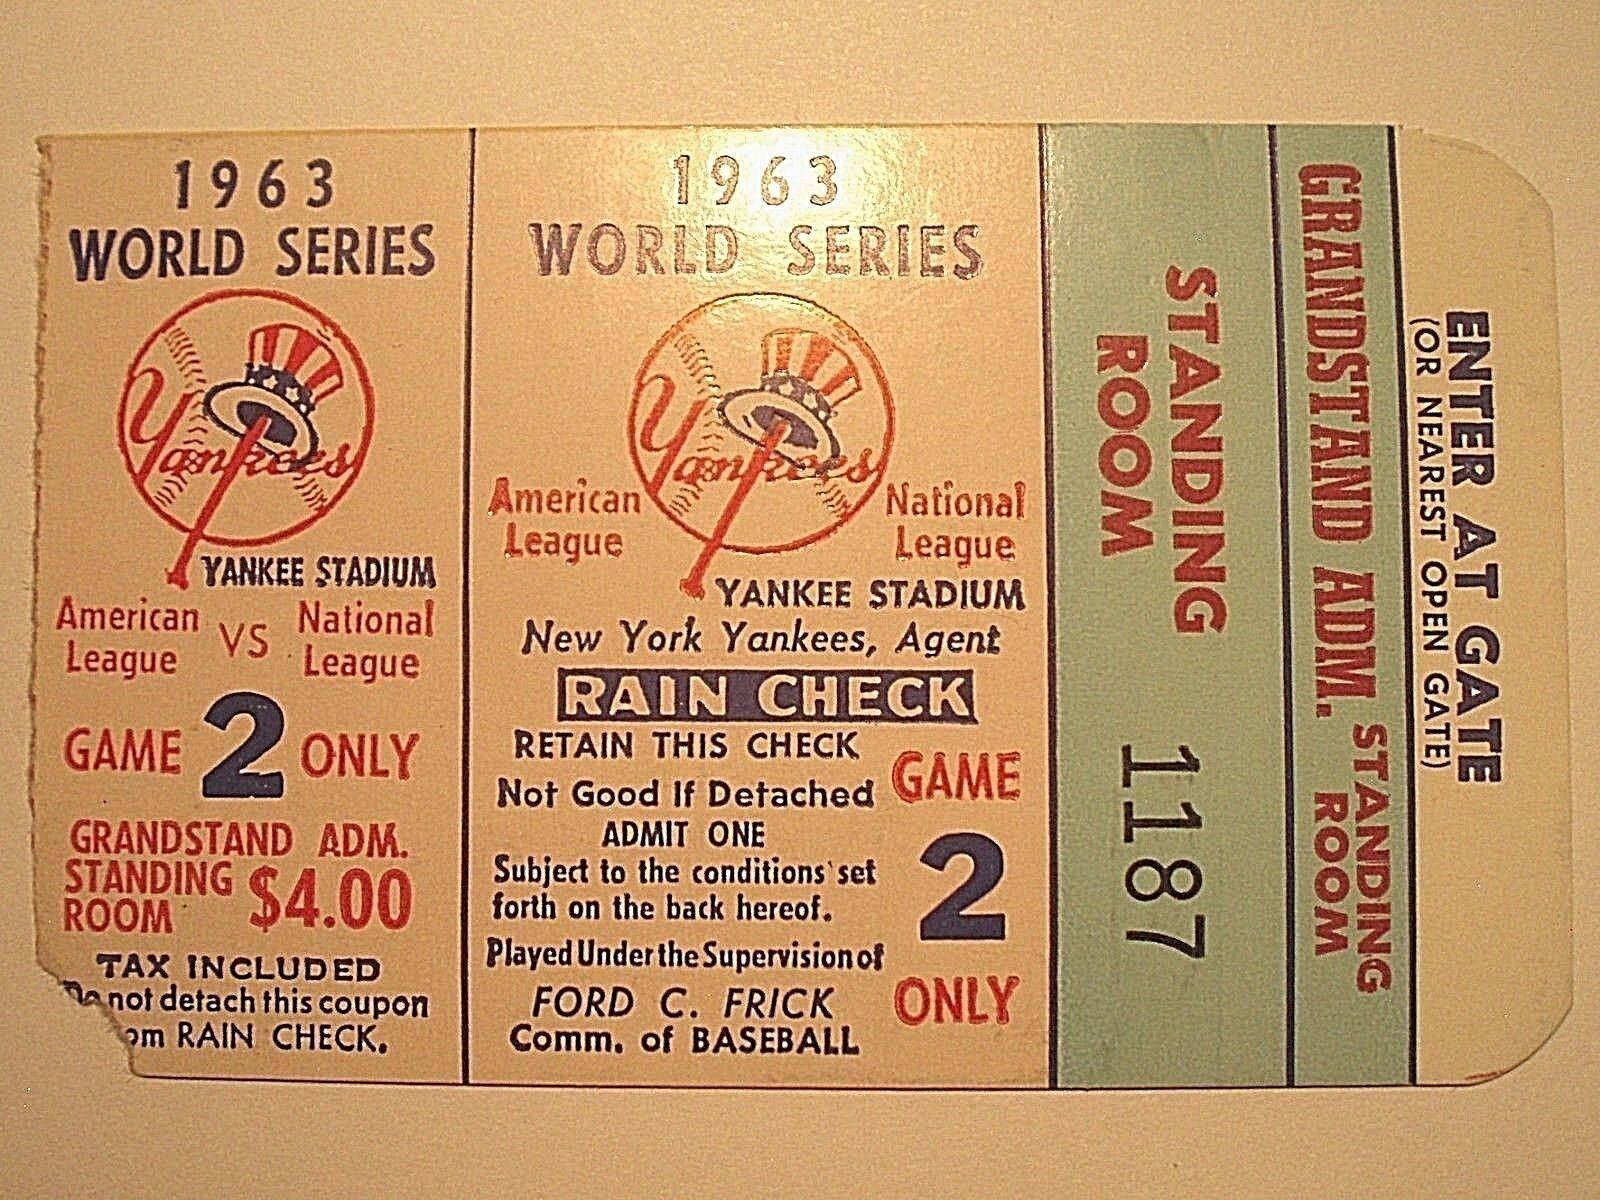 1963
WORLD SERIES
Yankees
YANKEE STADIUM
American League VS National League
GAME 2 ONLY
GRANDSTAND ADM.
STANDING ROOM $4.00
TAX INCLUDED
not detach this coupon
RAIN CHECK.
1963
WORLD SERIES
Yankees
American League
National League
YANKEE STADIUM
New York Yankees, Agent
RAIN CHECK
RETAIN THIS CHECK
Not Good If Detached
ADMIT ONE
Subject to the conditions set
forth on the back hereof.
Played Under the Supervision of
FORD C. FRICK
Comm. of BASEBALL
GAME
2
ONLY
STANDING
ROOM
1187
GRANDSTAND ADM. STANDING ROOM
ENTER AT GATE
(OR NEAREST OPEN GATE)